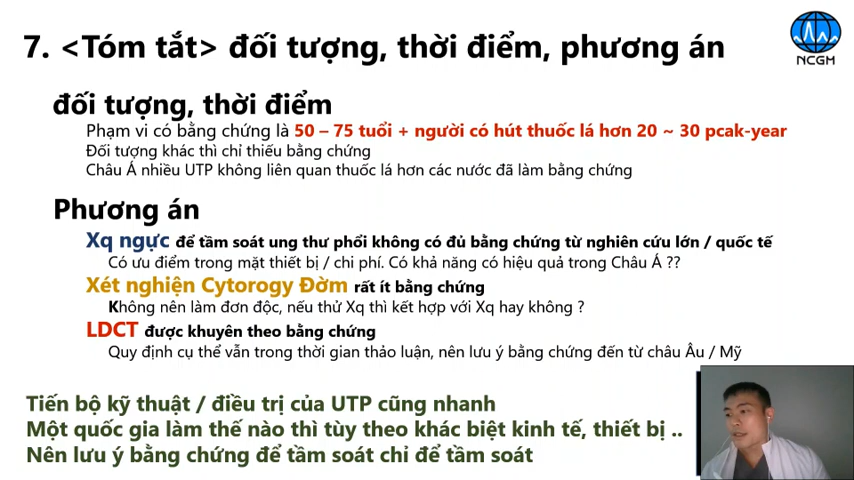 7. <Tóm tắt> đối tượng, thời điểm, phương án
NCGM
đối tượng, thời điểm
Phạm vi có bằng chứng là 50 – 75 tuổi + người có hút thuốc lá hơn 20 ~ 30 pcak-year
Đối tượng khác thì chỉ thiếu bằng chứng
Châu Á nhiều UTP không liên quan thuốc lá hơn các nước đã làm bằng chứng
Phương án
Xq ngực để tầm soát ung thư phổi không có đủ bằng chứng từ nghiên cứu lớn / quốc tế
Có ưu điểm trong mặt thiết bị / chi phí. Có khả năng có hiệu quả trong Châu Á ??
Xét nghiện Cytorogy Đờm rất ít bằng chứng
Không nên làm đơn độc, nếu thử Xq thì kết hợp với Xq hay không ?
LDCT được khuyên theo bằng chứng
Quy định cụ thể vẫn trong thời gian thảo luận, nên lưu ý bằng chứng đến từ châu Âu / Mỹ
Tiến bộ kỹ thuật / điều trị của UTP cũng nhanh
Một quốc gia làm thế nào thì tùy theo khác biệt kinh tế, thiết bị ..
Nên lưu ý bằng chứng để tầm soát chỉ để tầm soát